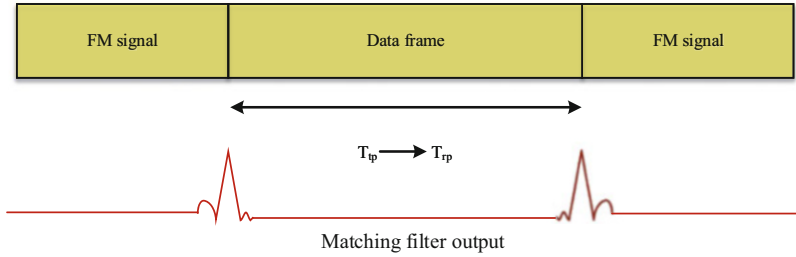 FM signal Data frame FM signal
Ttp Trp
Matching filter output